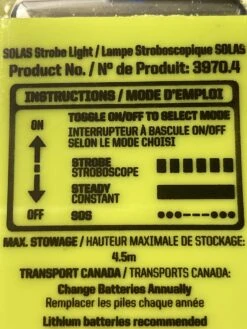 SOLAS Strobe Light / Lampe Stroboscopique SOLAS
Product No. / N° de Produit: 3970.4
INSTRUCTIONS / MODE D'EMPLOI
TOGGLE ON/OFF TO SELECT MODE
ON
INTERRUPTEUR À BASCULE ON/OFF
SELON LE MODE CHOISI
STROBE
STROBOSCOPE
STEADY
CONSTANT
OFF
SOS
MAX. STOWAGE / HAUTEUR MAXIMALE DE STOCKAGE:
4.5m
TRANSPORT CANADA / TRANSPORTS CANADA:
Change Batteries Annually
Remplacer les piles chaque année
Lithium batteries recommended